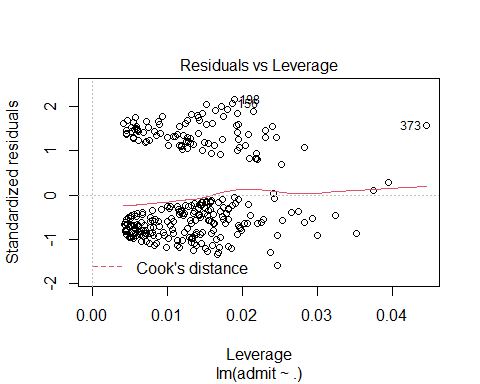 Residuals vs Leverage
Standardized residuals
2
1
0
-1
-2
198
156
373
Cook's distance
0.00 0.01 0.02 0.03 0.04
Leverage
lm(admit ~ .)